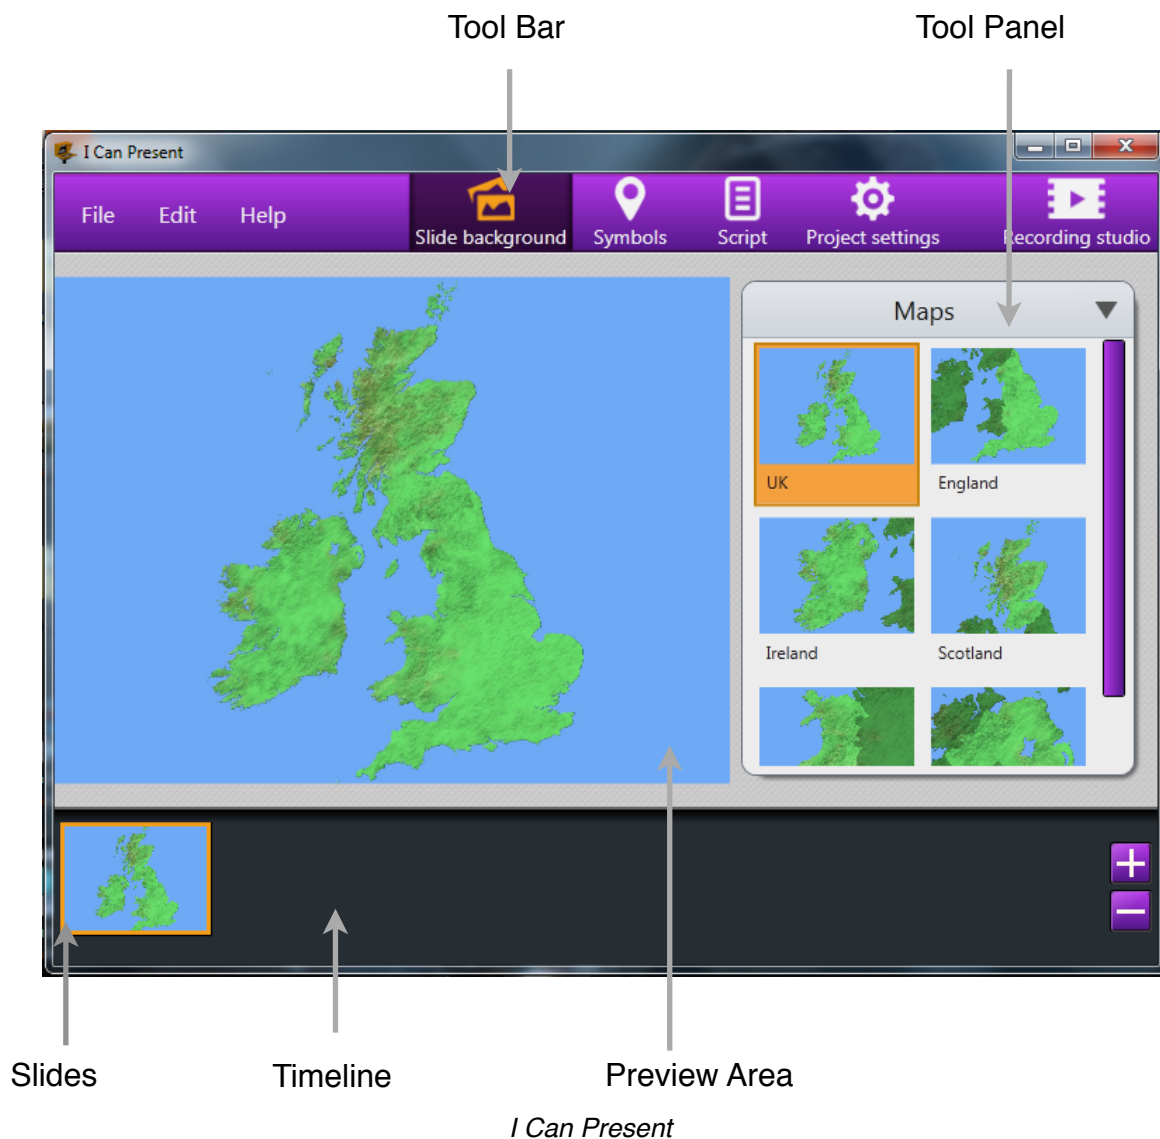 Tool Bar
Tool Panel
I Can Present
File Edit Help
Slide background Symbols Script Project settings Recording studio
Maps
UK England
Ireland Scotland
Slides Timeline Preview Area
I Can Present